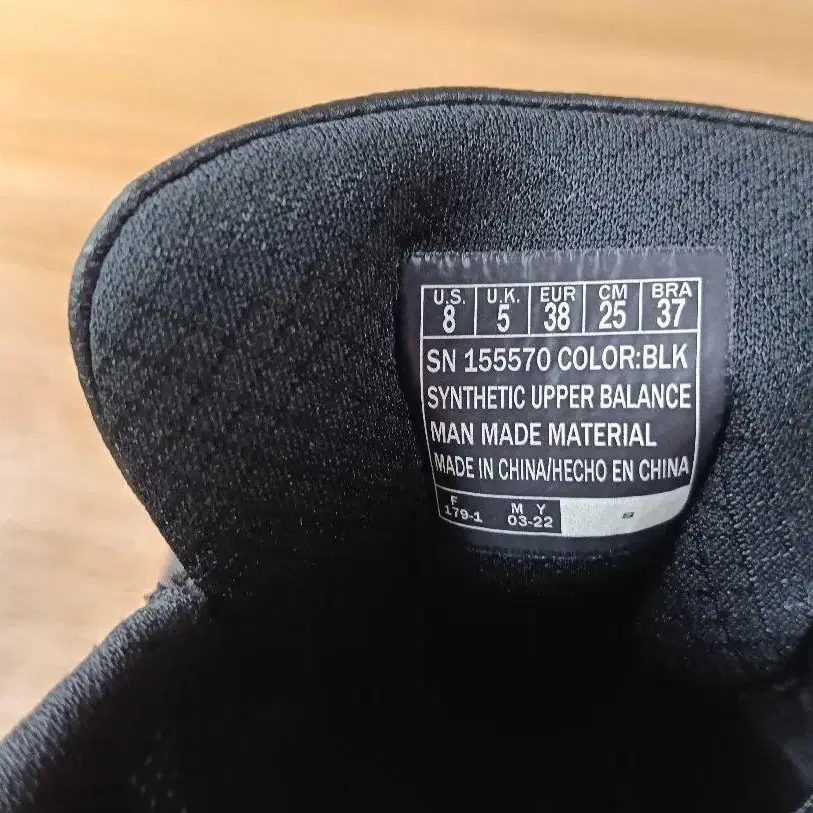 U.S. U.K. EUR CM BRA
8 5 38 25 37
SN 155570 COLOR:BLK
SYNTHETIC UPPER BALANCE
MAN MADE MATERIAL
MADE IN CHINA/HECHO EN CHINA
F M Y
179-1 03-22